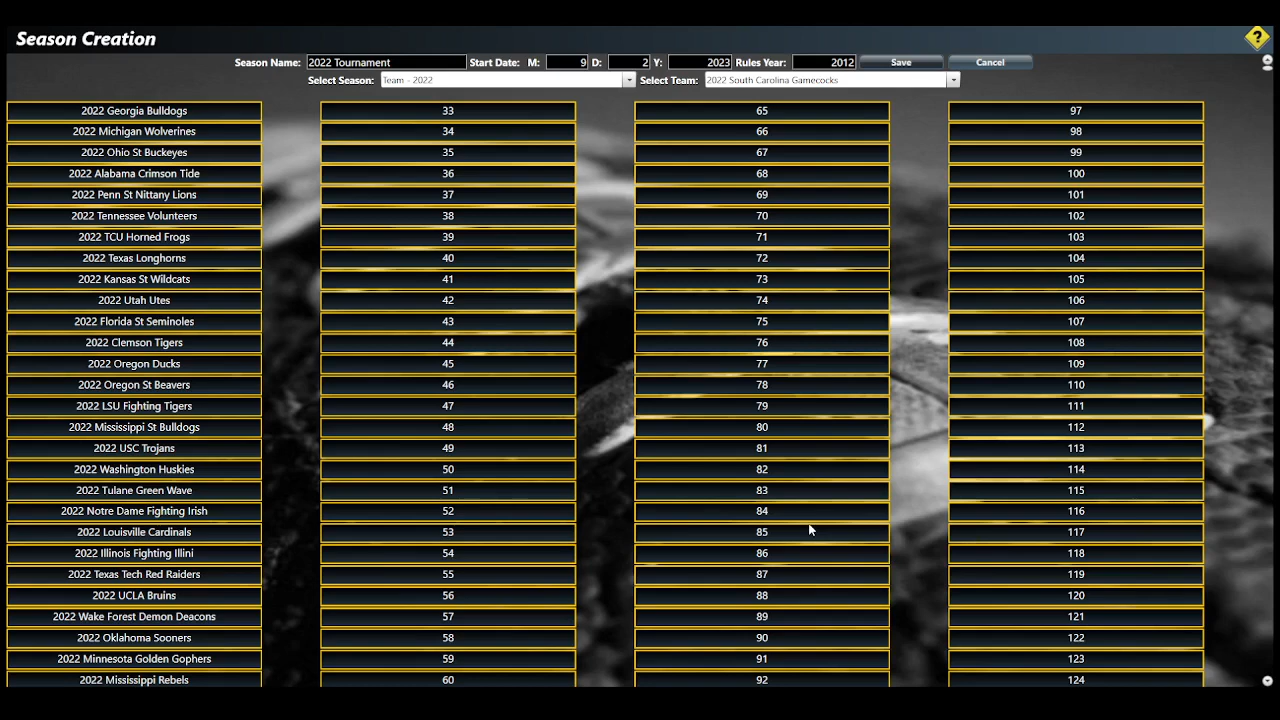 Season Creation
?
Season Name: 2022 Tournament Start Date: M: 9 D: 2 Y: 2023 Rules Year: 2012 Save Cancel
Select Season: Team - 2022 Select Team: 2022 South Carolina Gamecocks
2022 Georgia Bulldogs 33 65 97
2022 Michigan Wolverines 34 66 98
2022 Ohio St Buckeyes 35 67 99
2022 Alabama Crimson Tide 36 68 100
2022 Penn St Nittany Lions 37 69 101
2022 Tennessee Volunteers 38 70 102
2022 TCU Horned Frogs 39 71 103
2022 Texas Longhorns 40 72 104
2022 Kansas St Wildcats 41 73 105
2022 Utah Utes 42 74 106
2022 Florida St Seminoles 43 75 107
2022 Clemson Tigers 44 76 108
2022 Oregon Ducks 45 77 109
2022 Oregon St Beavers 46 78 110
2022 LSU Fighting Tigers 47 79 111
2022 Mississippi St Bulldogs 48 80 112
2022 USC Trojans 49 81 113
2022 Washington Huskies 50 82 114
2022 Tulane Green Wave 51 83 115
2022 Notre Dame Fighting Irish 52 84 116
2022 Louisville Cardinals 53 85 117
2022 Illinois Fighting Illini 54 86 118
2022 Texas Tech Red Raiders 55 87 119
2022 UCLA Bruins 56 88 120
2022 Wake Forest Demon Deacons 57 89 121
2022 Oklahoma Sooners 58 90 122
2022 Minnesota Golden Gophers 59 91 123
2022 Mississippi Rebels 60 92 124